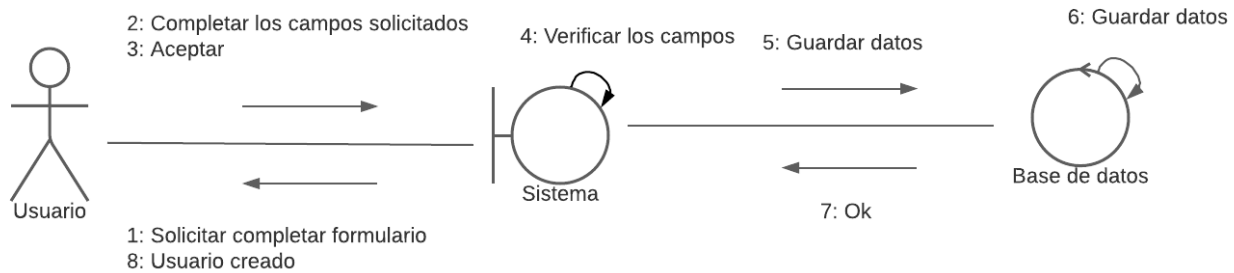 2: Completar los campos solicitados
3: Aceptar
4: Verificar los campos
5: Guardar datos
6: Guardar datos
Usuario
Sistema
Base de datos
1: Solicitar completar formulario
8: Usuario creado
7: Ok